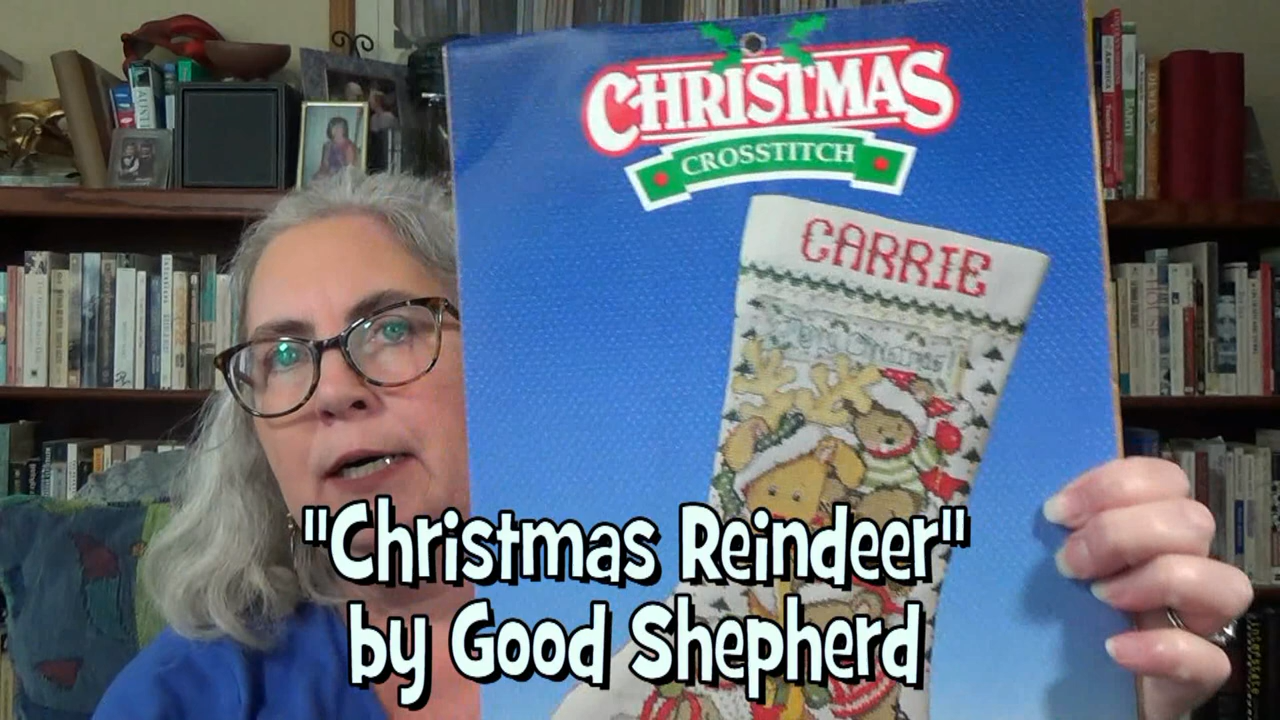 CHRISTMAS
CROSSTITCH
CARRIE
"Christmas Reindeer"
by Good Shepherd